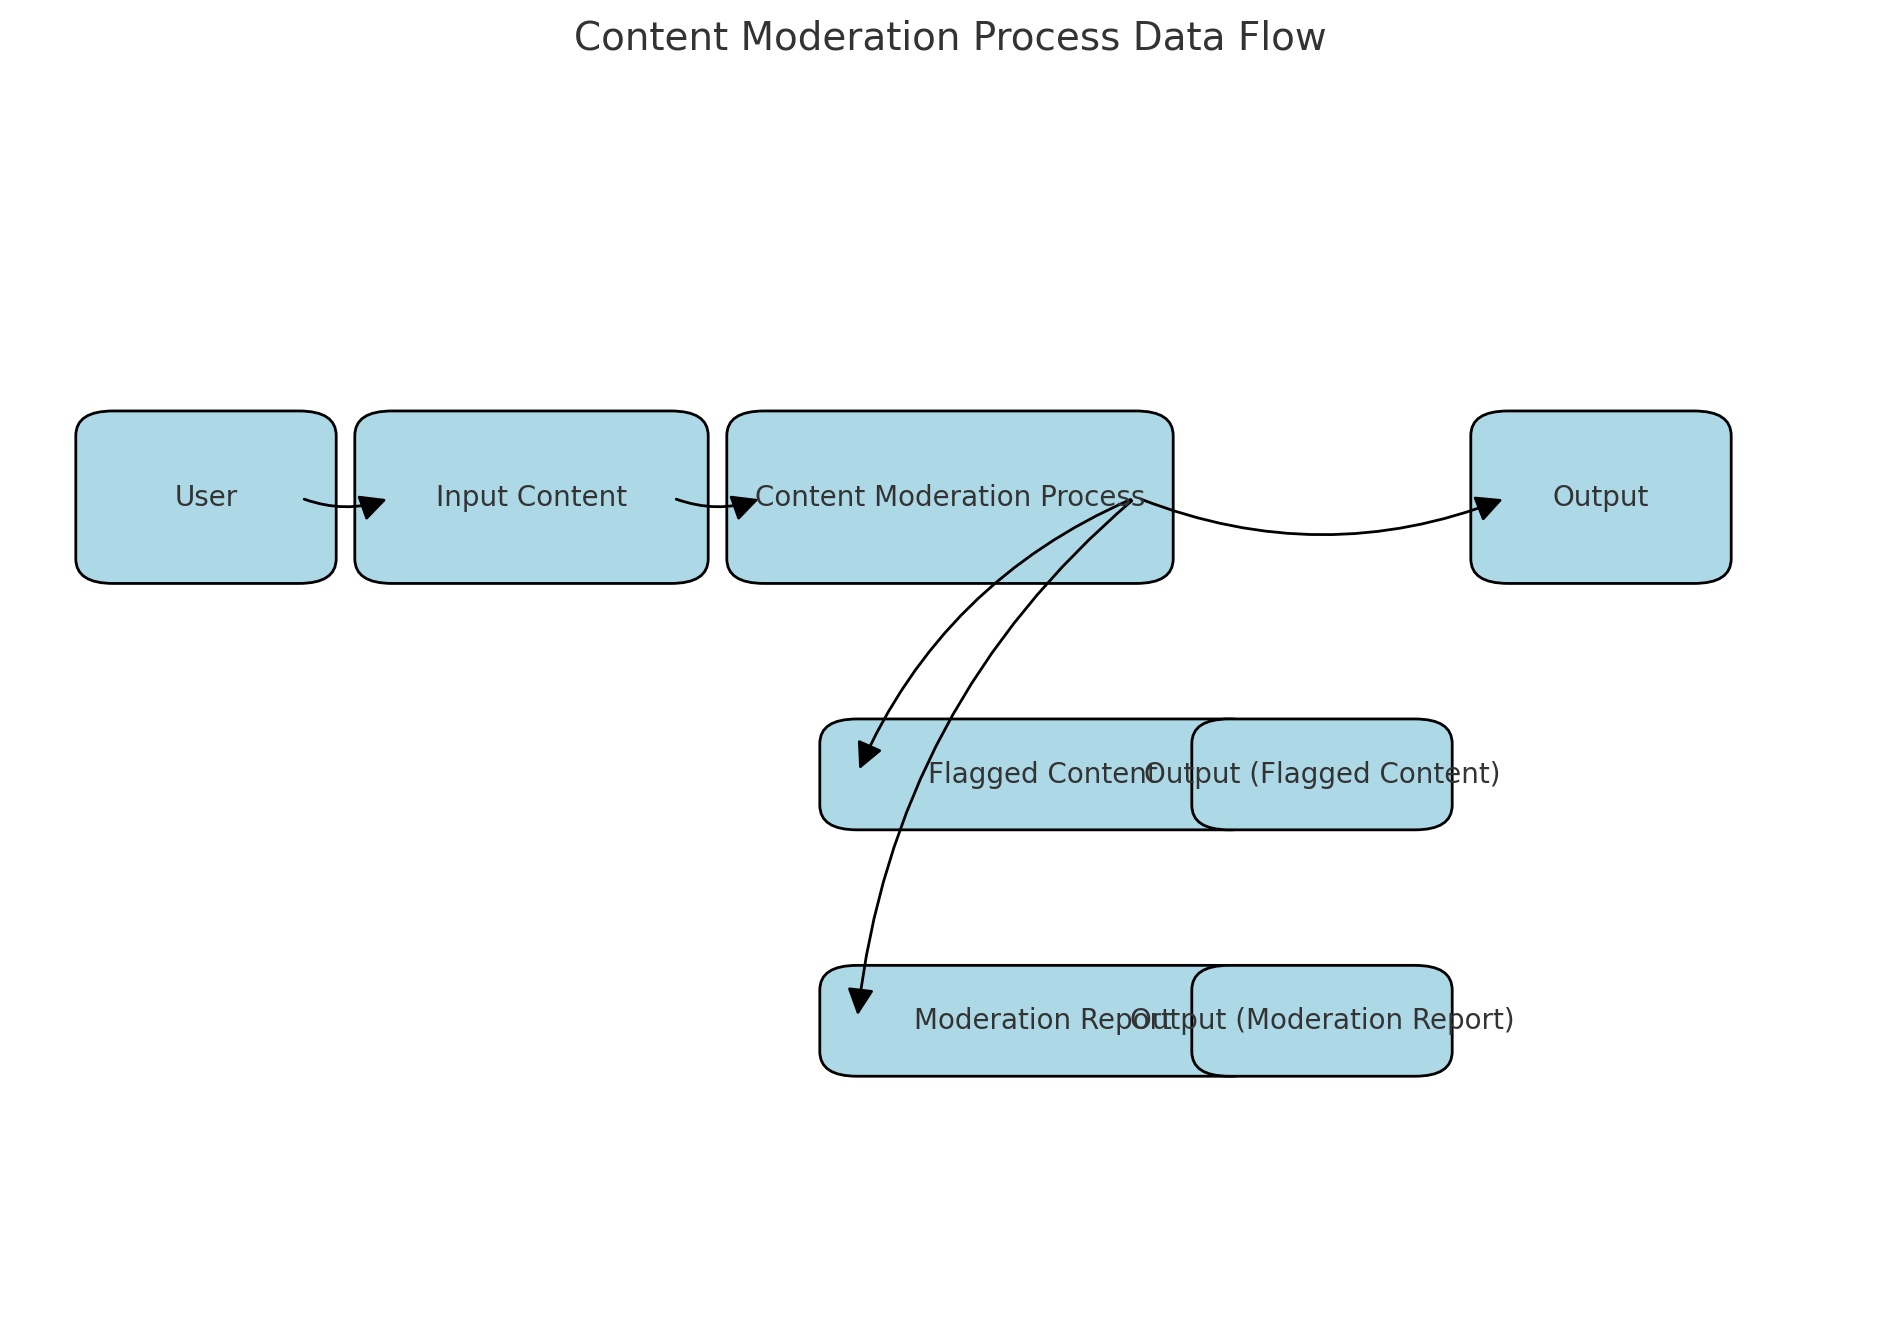 Content Moderation Process Data Flow
User
Input Content
Content Moderation Process
Output
Flagged Content
Output (Flagged Content)
Moderation Report
Output (Moderation Report)